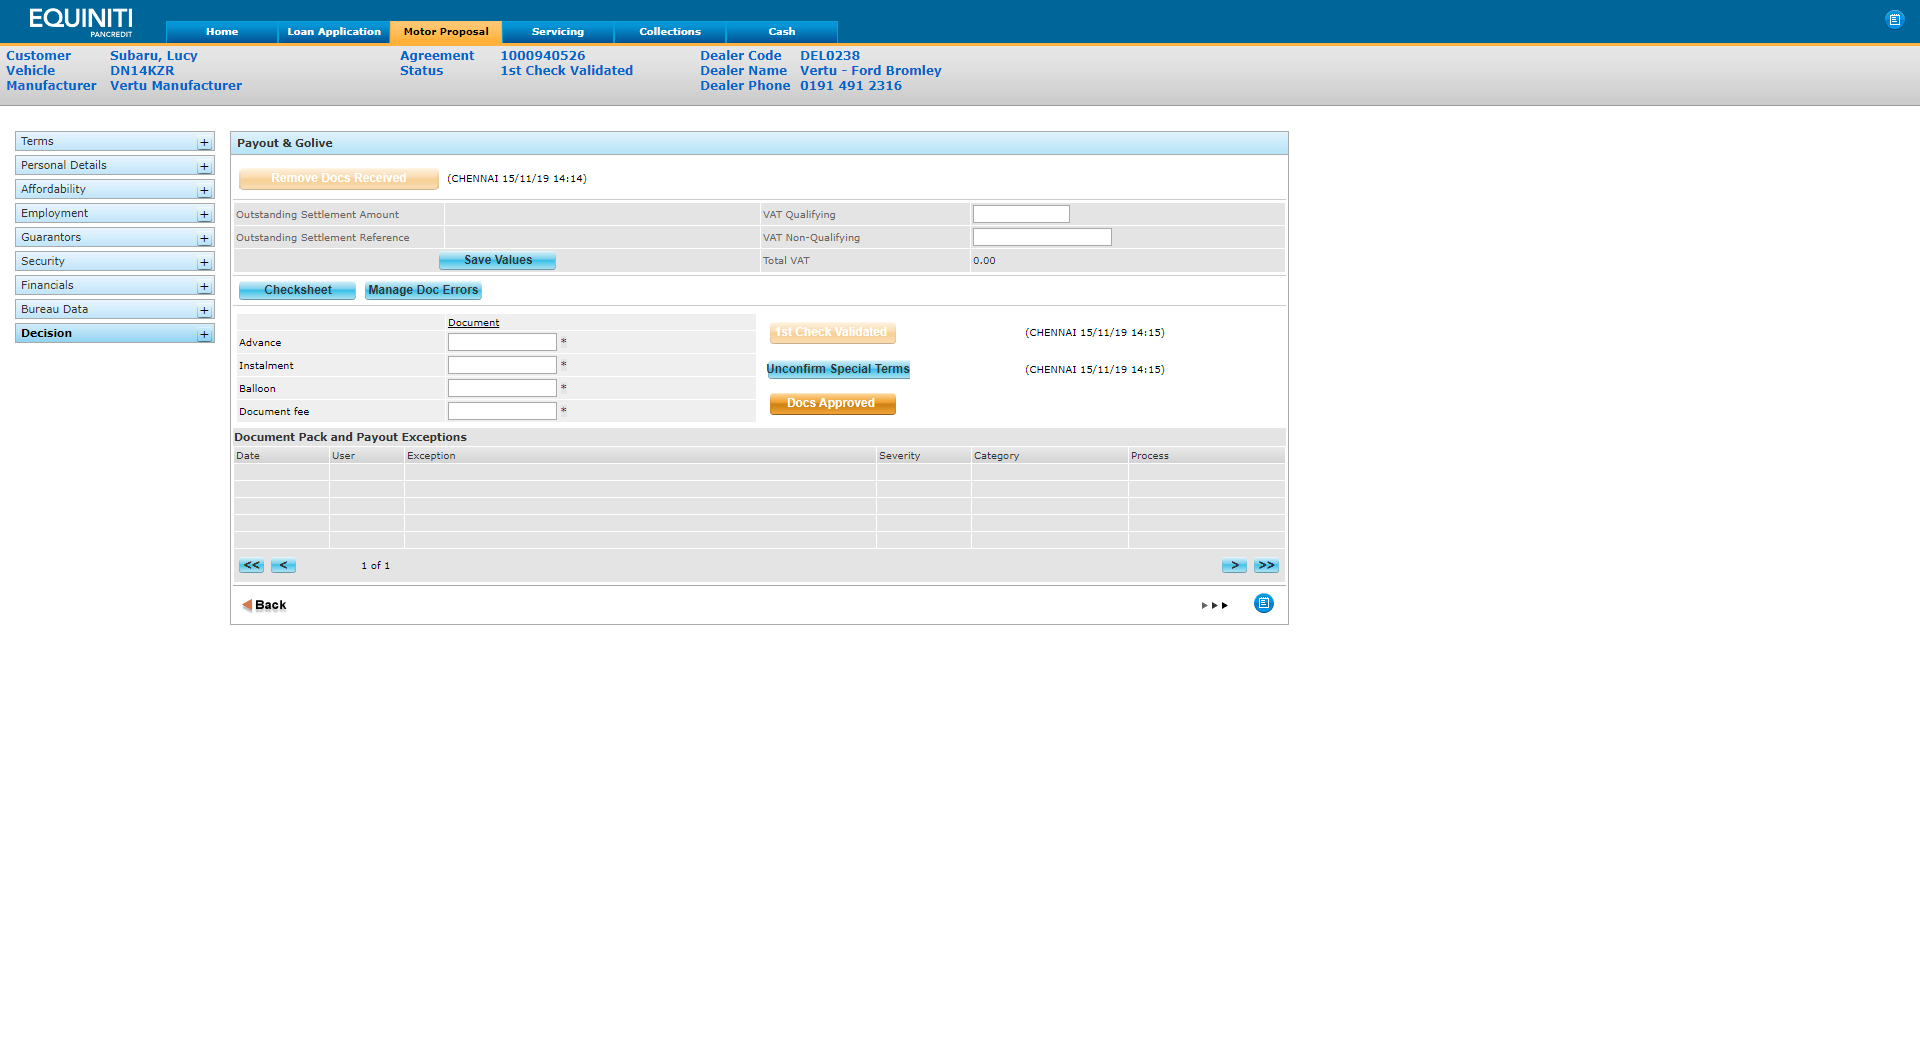 EQUINITI
PANCREDIT
Home Loan Application Motor Proposal Servicing Collections Cash
Customer Subaru, Lucy Agreement 1000940526 Dealer Code DEL0238
Vehicle DN14KZR Status 1st Check Validated Dealer Name Vertu - Ford Bromley
Manufacturer Vertu Manufacturer Dealer Phone 0191 491 2316
Terms +
Personal Details +
Affordability +
Employment +
Guarantors +
Security +
Financials +
Bureau Data +
Decision +
Payout & Golive
Remove Docs Received (CHENNAI 15/11/19 14:14)
Outstanding Settlement Amount VAT Qualifying
Outstanding Settlement Reference VAT Non-Qualifying
Save Values Total VAT 0.00
Checksheet Manage Doc Errors
Document
Advance *
Instalment *
Balloon *
Document fee *
1st Check Validated (CHENNAI 15/11/19 14:15)
Unconfirm Special Terms (CHENNAI 15/11/19 14:15)
Docs Approved
Document Pack and Payout Exceptions
Date User Exception Severity Category Process
<< < 1 of 1 > >>
Back